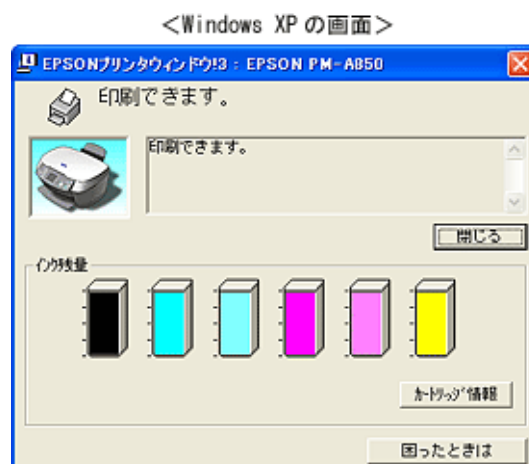 <Windows XP の画面>
EPSONプリンタウィンドウ!3 : EPSON PM-A850
印刷できます。
印刷できます。
閉じる
インク残量
カートリッジ情報
困ったときは